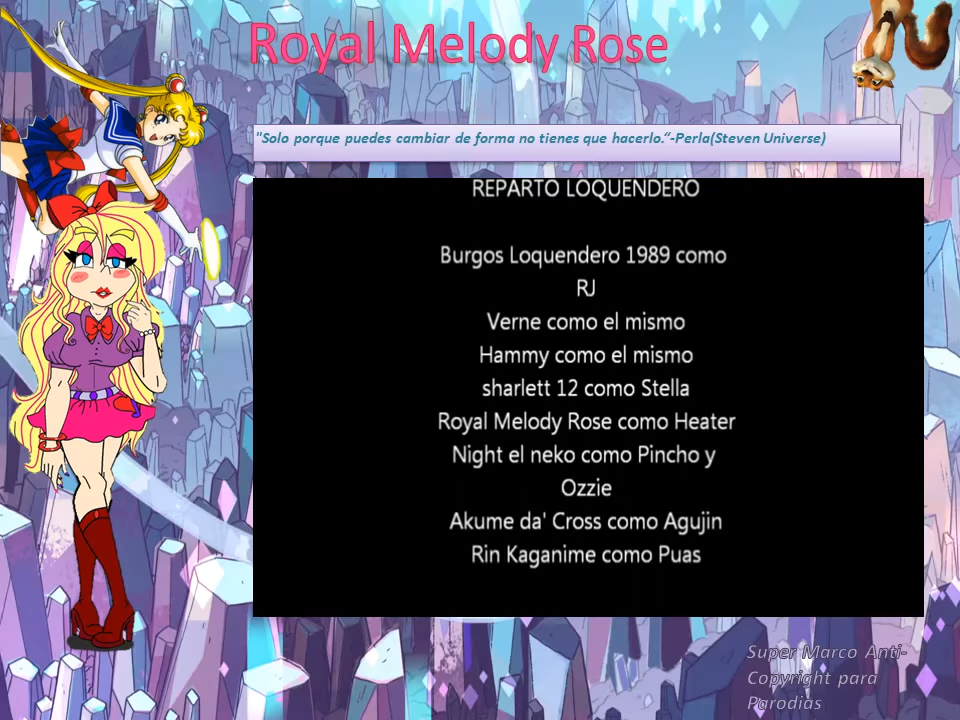 Royal Melody Rose
"Solo porque puedes cambiar de forma no tienes que hacerlo.“-Perla(Steven Universe)
REPARTO LOQUENDERO
Burgos Loquendero 1989 como
RJ
Verne como el mismo
Hammy como el mismo
sharlett 12 como Stella
Royal Melody Rose como Heater
Night el neko como Pincho y
Ozzie
Akume da' Cross como Agujin
Rin Kaganime como Puas
Super Marco Anti-
Copyright para
Parodias